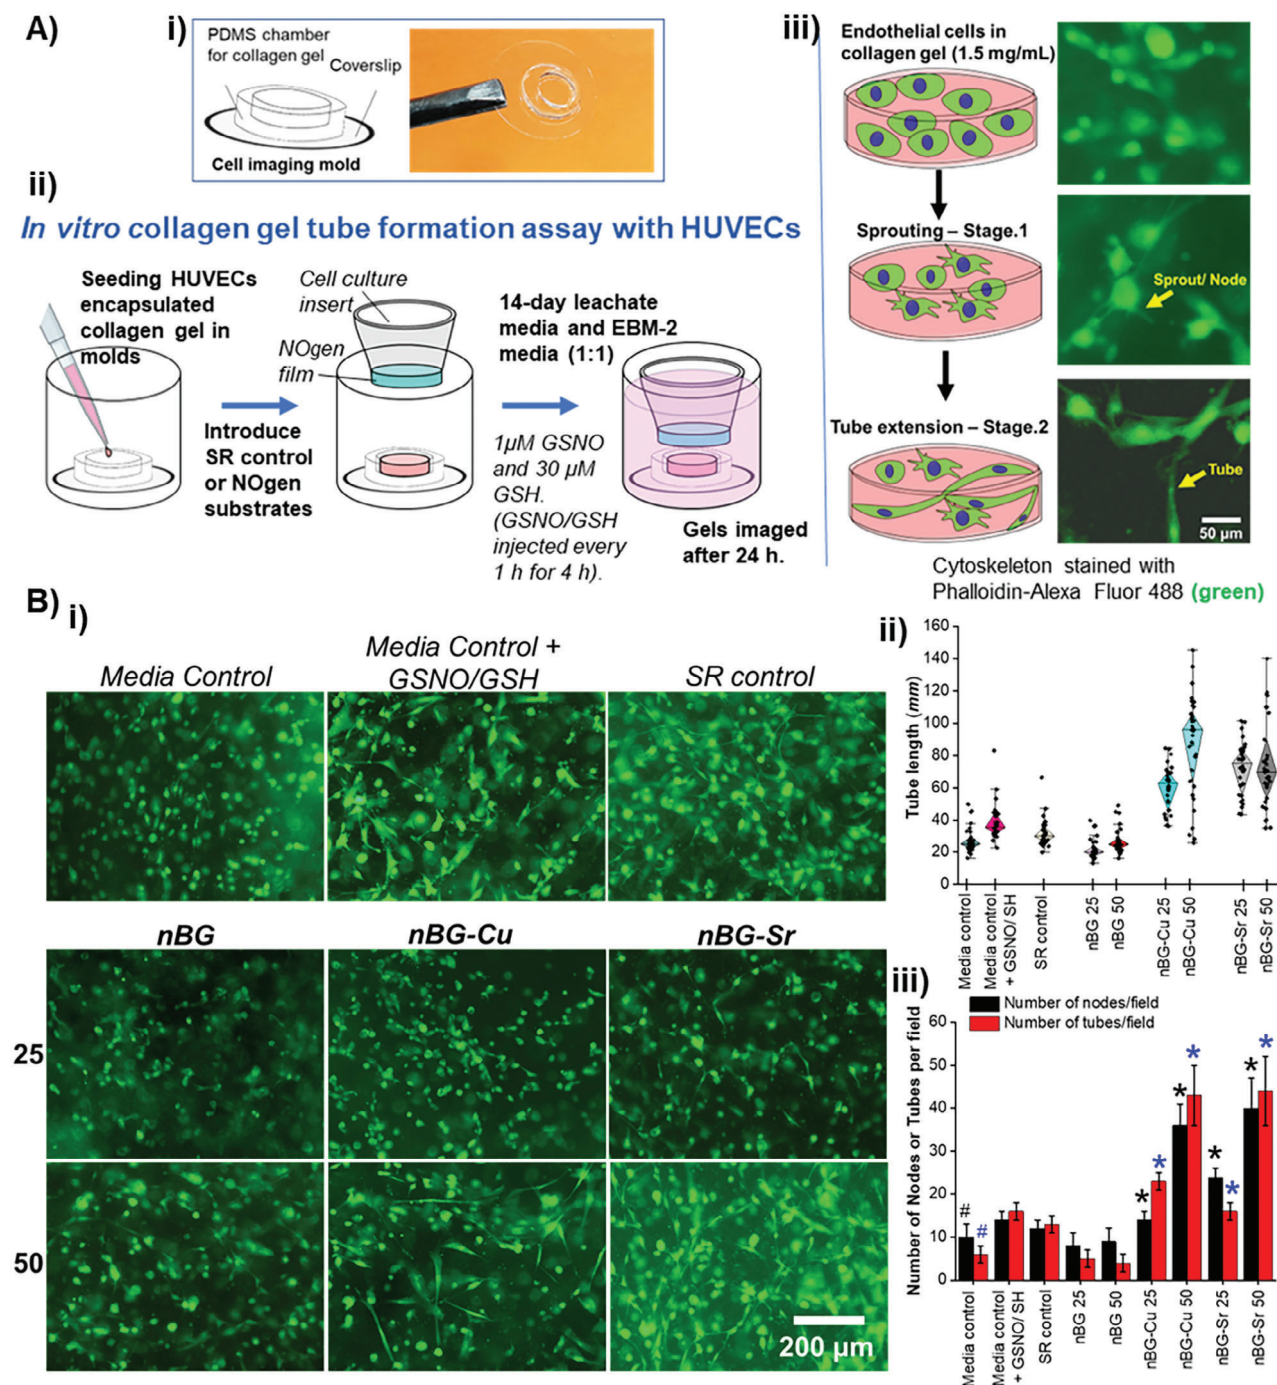 A)
i)
PDMS chamber
for collagen gel
Coverslip
Cell imaging mold
ii)
In vitro collagen gel tube formation assay with HUVECs
Seeding HUVECs
encapsulated
collagen gel in
molds
Introduce
SR control
or NOgen
substrates
Cell culture
insert
NOgen
film
14-day leachate
media and EBM-2
media (1:1)
1µM GSNO
and 30 µM
GSH.
(GSNO/GSH
injected every
1 h for 4 h).
Gels imaged
after 24 h.
iii)
Endothelial cells in
collagen gel (1.5 mg/mL)
Sprouting – Stage.1
Sprout/ Node
Tube extension – Stage.2
Tube
50 µm
Cytoskeleton stained with
Phalloidin-Alexa Fluor 488 (green)
B)
i)
Media Control
Media Control +
GSNO/GSH
SR control
nBG
nBG-Cu
nBG-Sr
25
50
200 µm
ii)
Tube length (mm)
160
140
120
100
80
60
40
20
0
Media control
Media control
+ GSNO/ SH
SR control
nBG 25
nBG 50
nBG-Cu 25
nBG-Cu 50
nBG-Sr 25
nBG-Sr 50
iii)
Number of nodes/field
Number of tubes/field
Number of Nodes or Tubes per field
60
50
40
30
20
10
0
# #
* * * * * * * *
Media control
Media control
+ GSNO/ SH
SR control
nBG 25
nBG 50
nBG-Cu 25
nBG-Cu 50
nBG-Sr 25
nBG-Sr 50